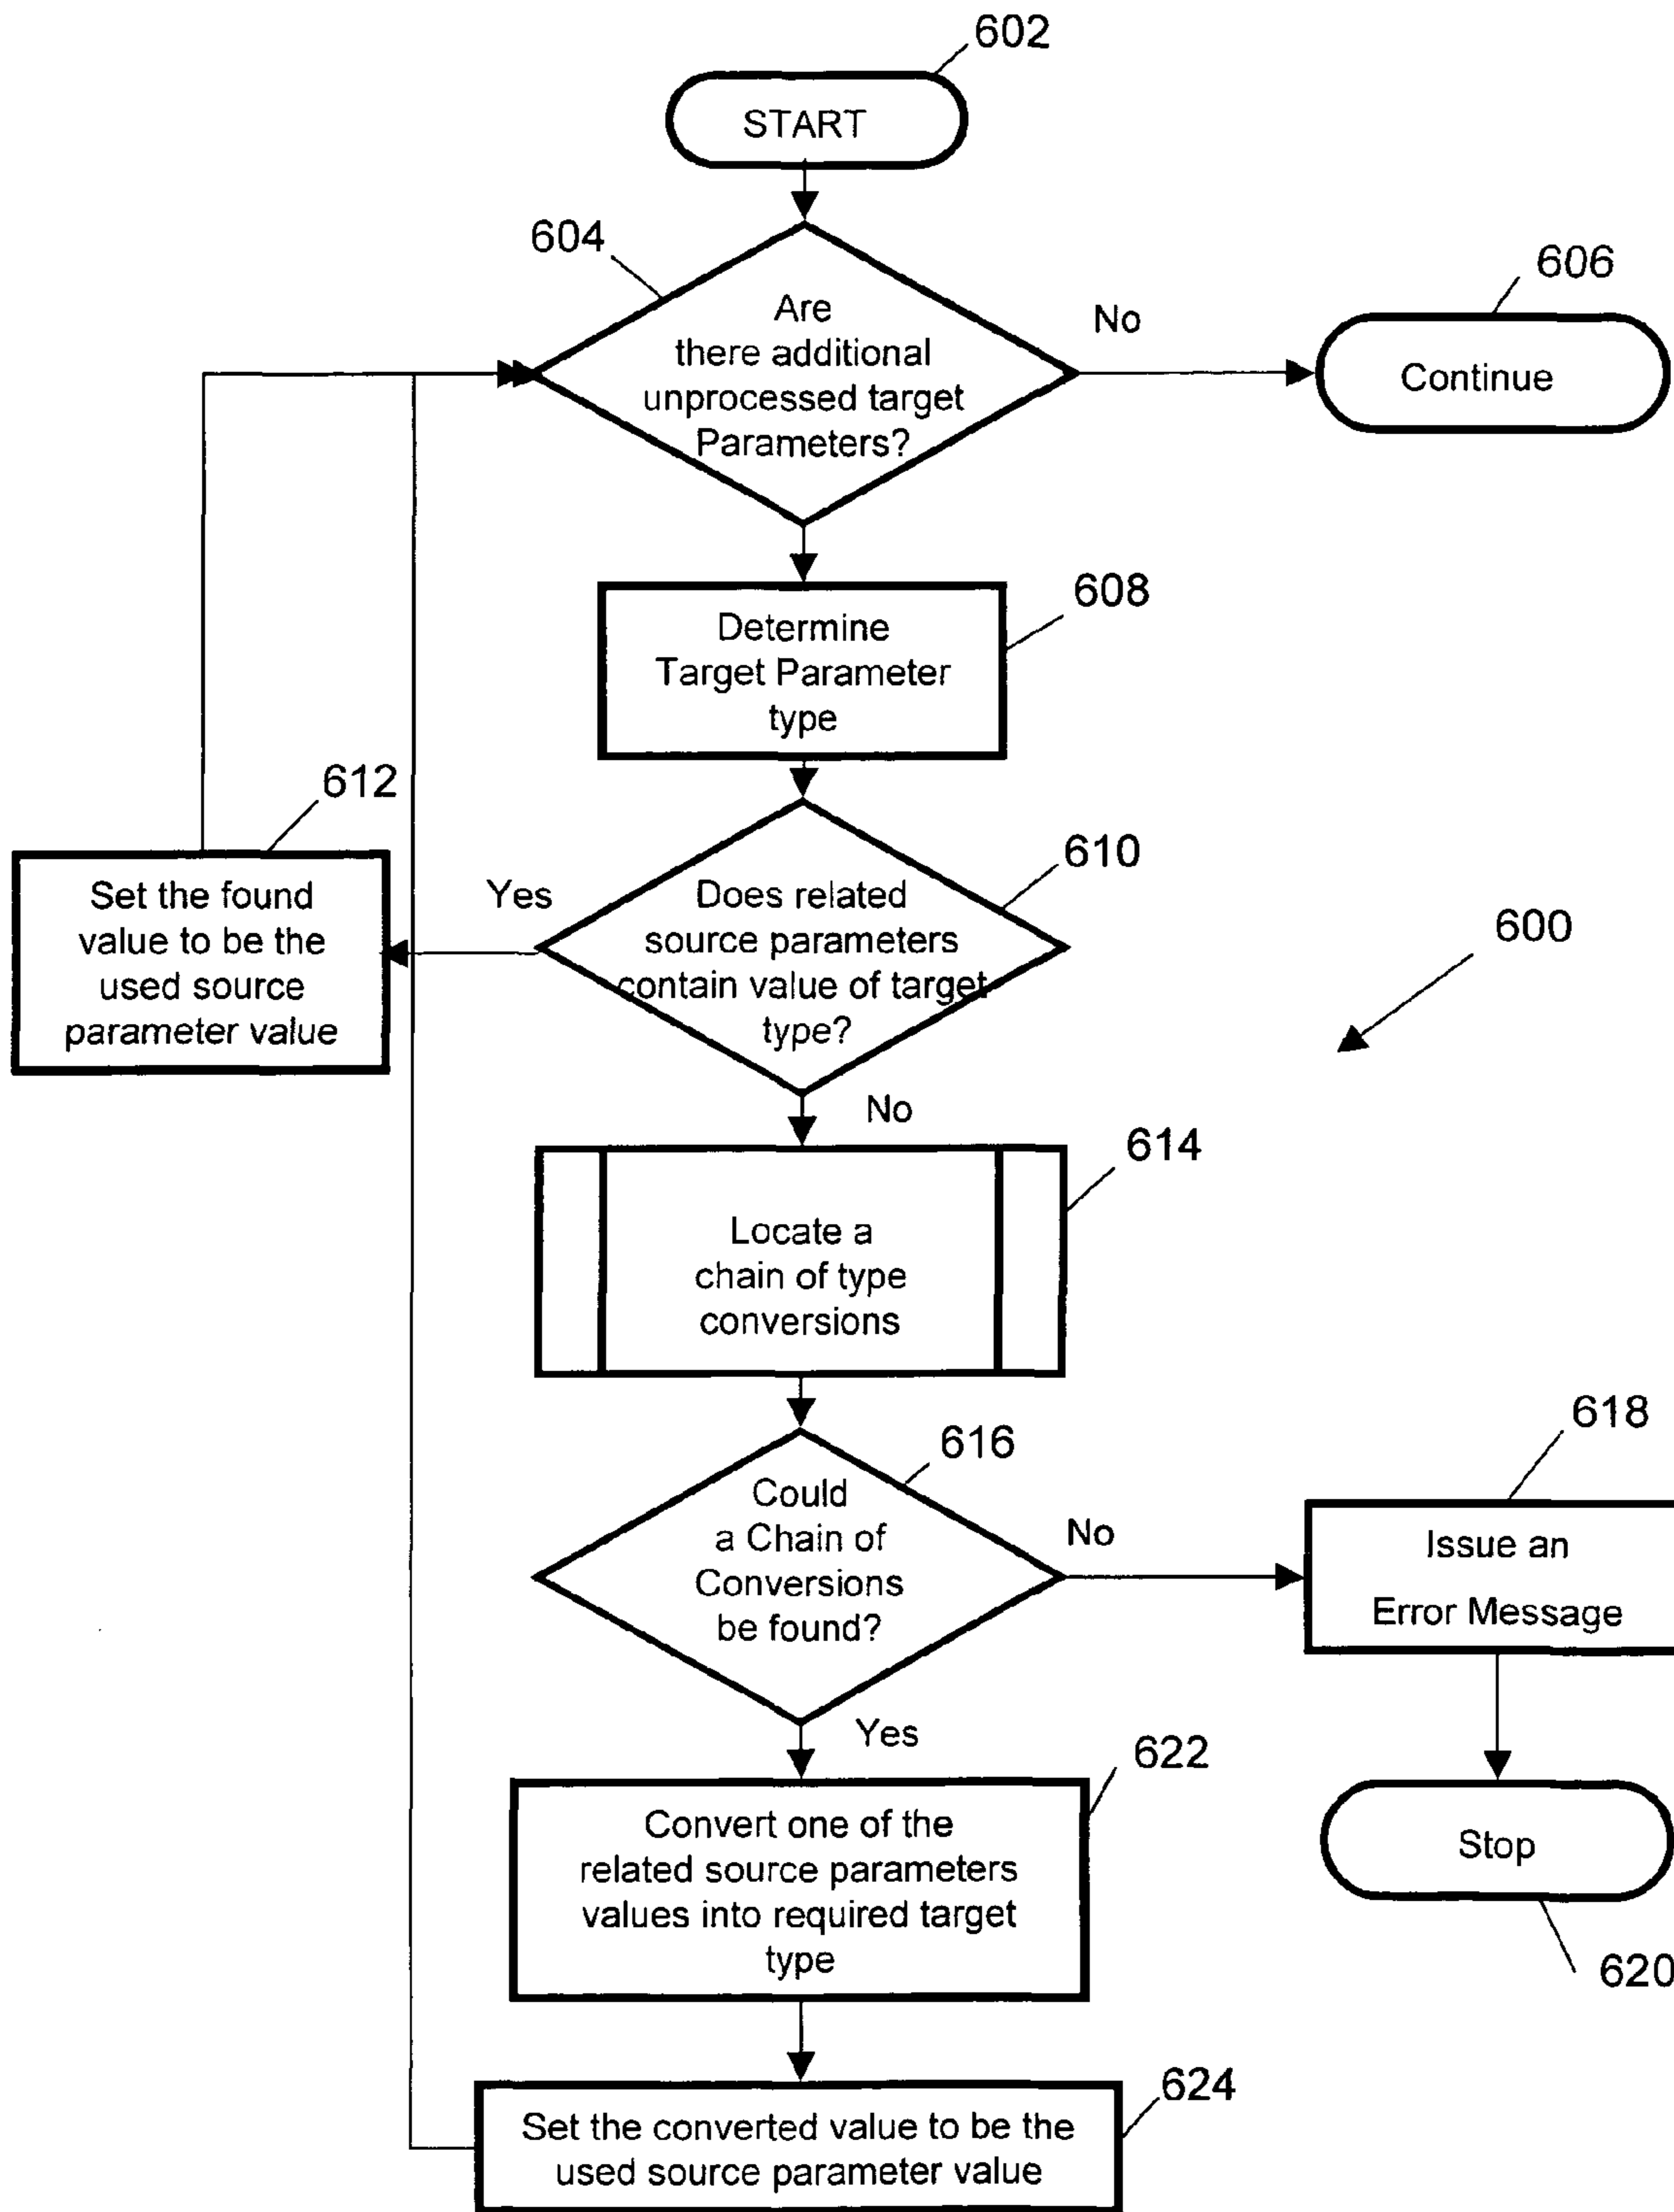 602
START
604
Are
there additional
unprocessed target
Parameters?
No
606
Continue
608
Determine
Target Parameter
type
612
Set the found
value to be the
used source
parameter value
Yes
610
Does related
source parameters
contain value of target
type?
600
No
614
Locate a
chain of type
conversions
616
Could
a Chain of
Conversions
be found?
No
618
Issue an
Error Message
Yes
622
Convert one of the
related source parameters
values into required target
type
Stop
620
624
Set the converted value to be the
used source parameter value